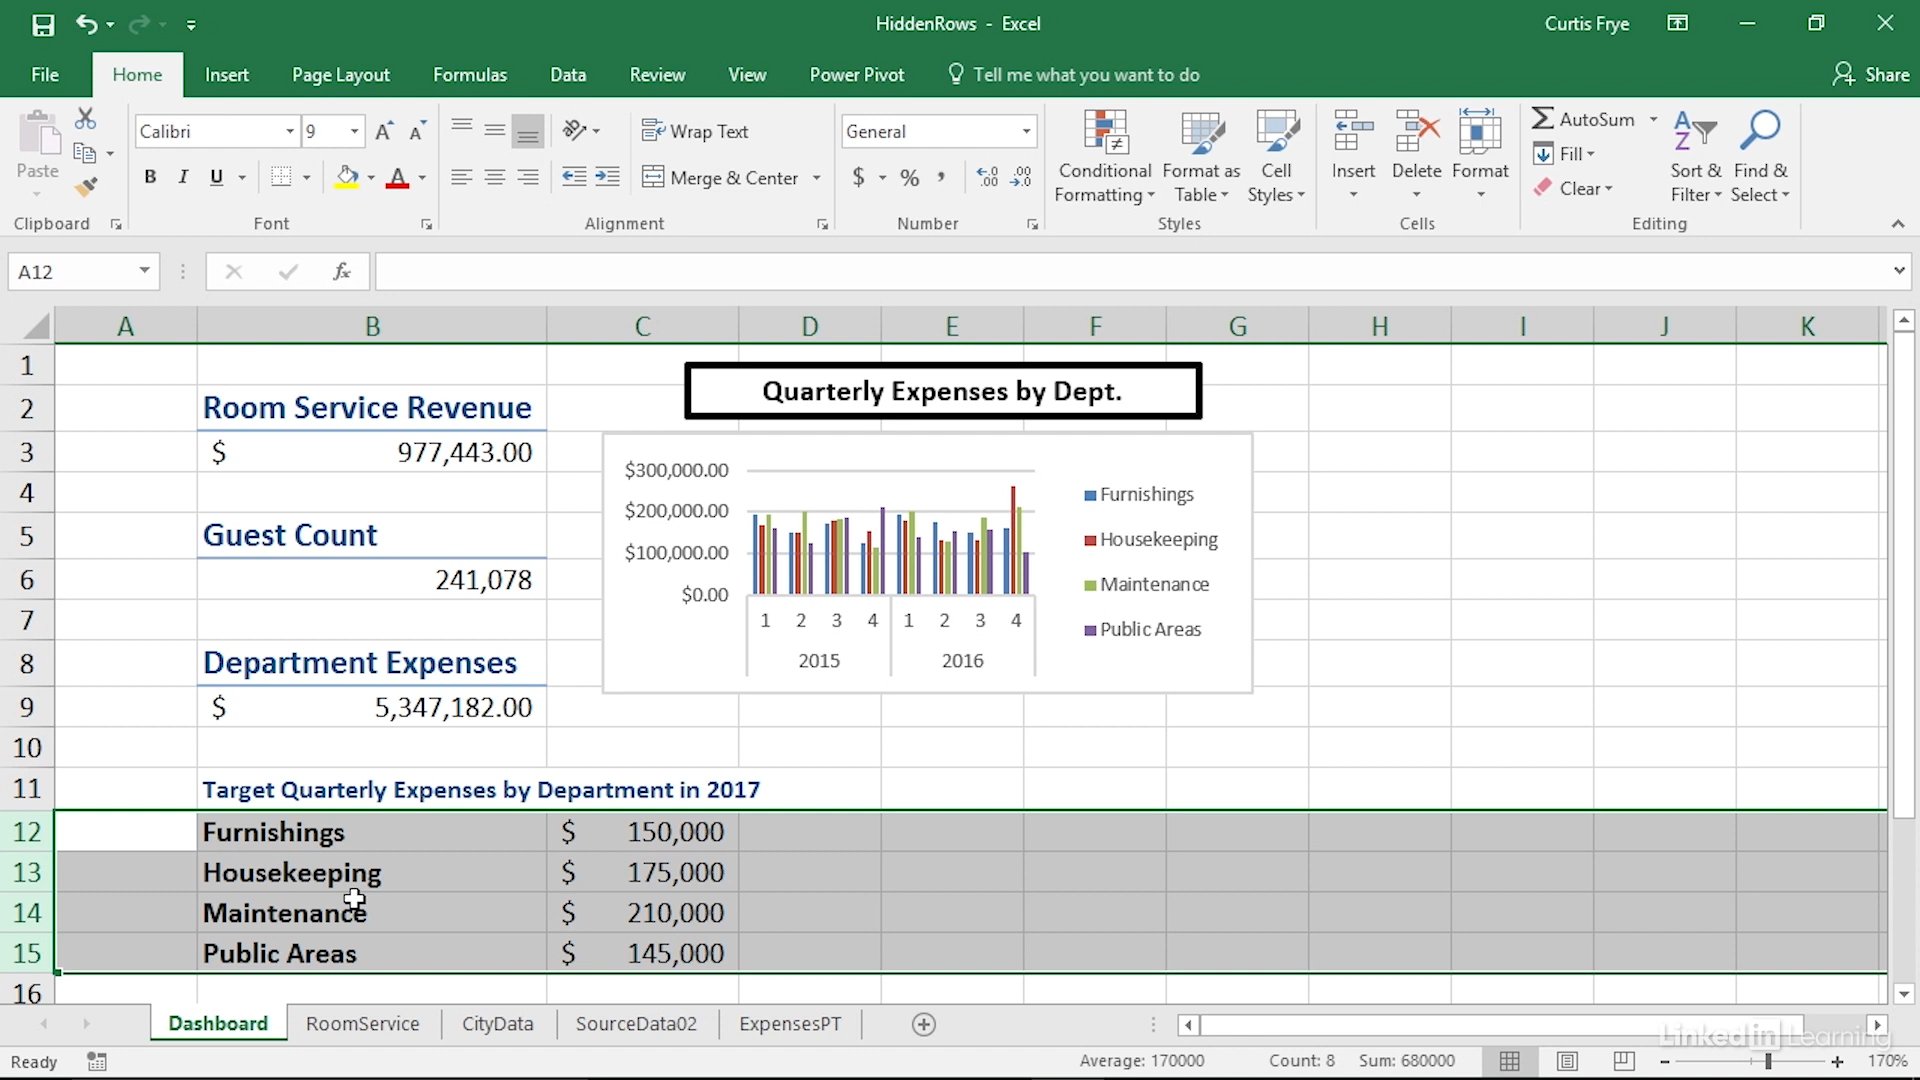 HiddenRows - Excel
Curtis Frye
File Home Insert Page Layout Formulas Data Review View Power Pivot Tell me what you want to do Share
Paste
Clipboard
Calibri 9
B I U A
Font
Wrap Text
Merge & Center
Alignment
General
$ % ,
Number
Conditional Formatting
Format as Table
Cell Styles
Styles
Insert
Delete
Format
Cells
AutoSum
Fill
Clear
Sort & Filter
Find & Select
Editing
A12 fx
A B C D E F G H I J K
1
Quarterly Expenses by Dept.
2 Room Service Revenue
3 $ 977,443.00
4
5 Guest Count
6 241,078
7
8 Department Expenses
9 $ 5,347,182.00
10
$300,000.00
$200,000.00
$100,000.00
$0.00
1 2 3 4 1 2 3 4
2015 2016
Furnishings
Housekeeping
Maintenance
Public Areas
11 Target Quarterly Expenses by Department in 2017
12 Furnishings $ 150,000
13 Housekeeping $ 175,000
14 Maintenance $ 210,000
15 Public Areas $ 145,000
16
Dashboard RoomService CityData SourceData02 ExpensesPT
LinkedIn Learning
Ready Average: 170000 Count: 8 Sum: 680000 170%